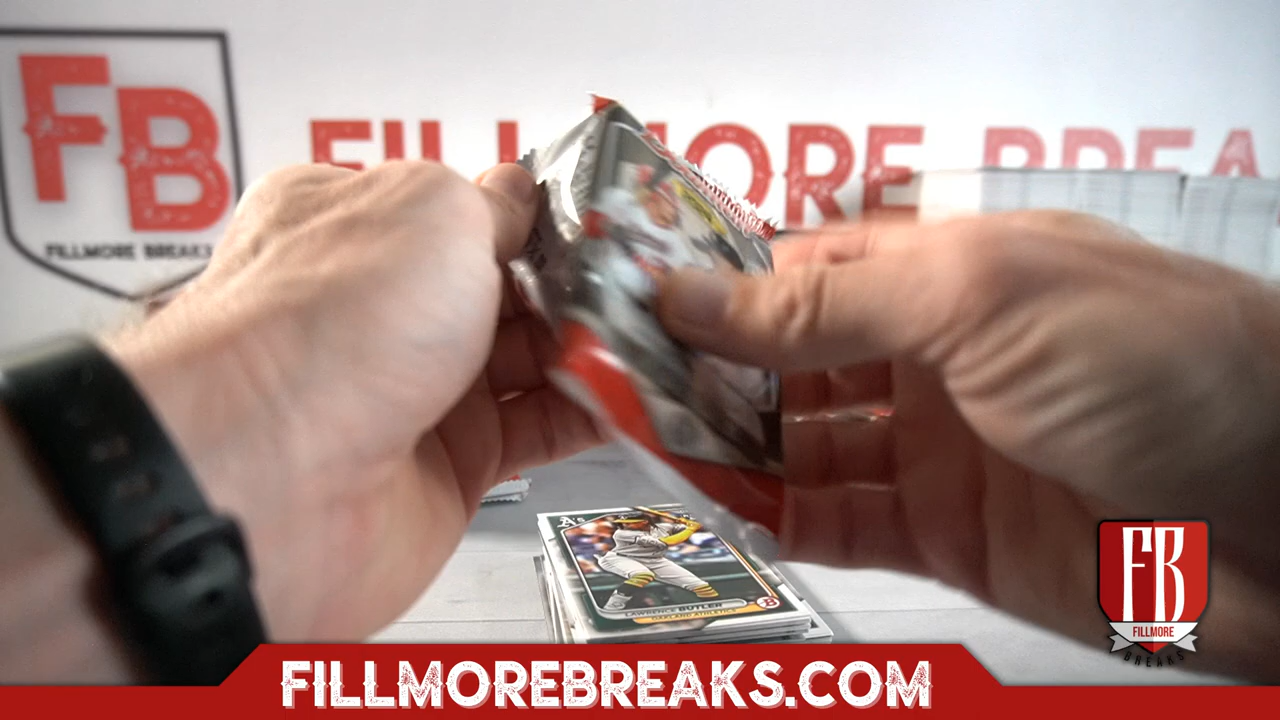 FB
FILLMORE BREAKS
FILLMORE BREA
A's
LAWRENCE BUTLER
OAKLAND ATHLETICS
B
FB
FILLMORE
BREAKS
FILLMOREBREAKS.COM